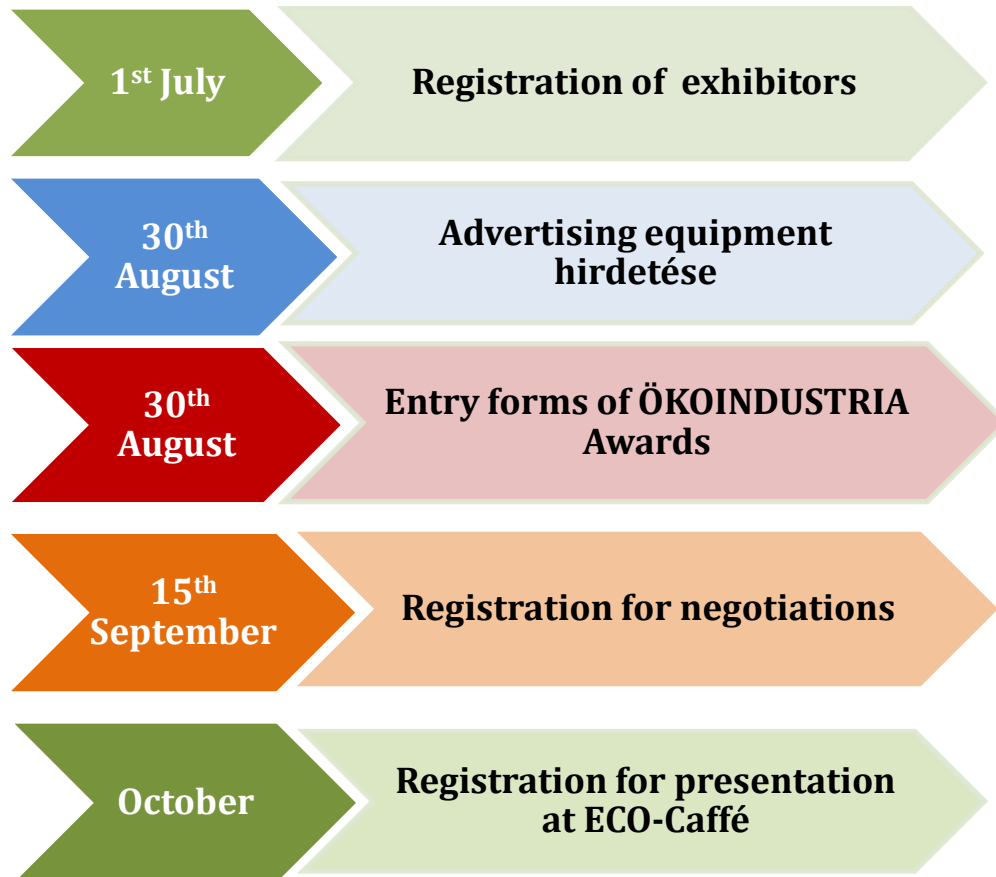 1st July
Registration of exhibitors
30th
August
Advertising equipment
hirdetése
30th
August
Entry forms of ÖKOINDUSTRIA
Awards
15th
September
Registration for negotiations
October
Registration for presentation
at ECO-Caffé